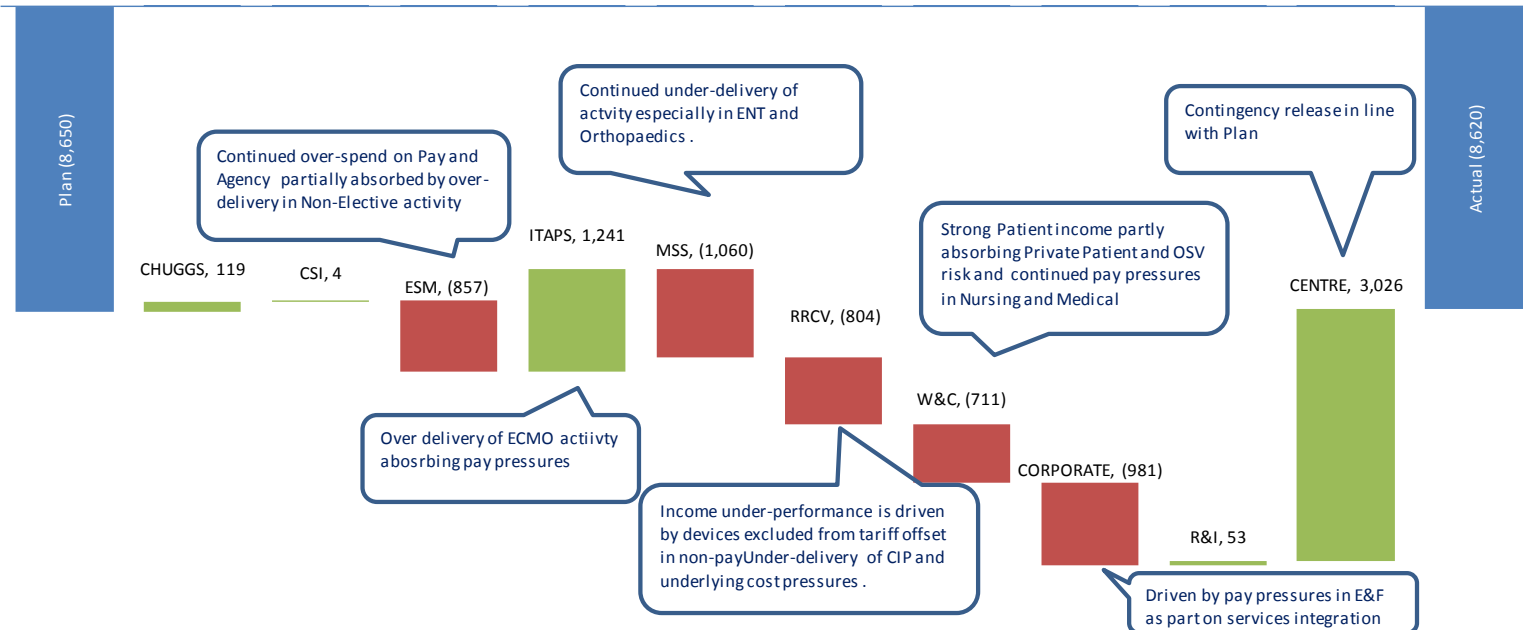 Plan (8,650)
CHUGGS, 119
CSI, 4
Continued over-spend on Pay and
Agency partially absorbed by over-
delivery in Non-Elective activity
ESM, (857)
ITAPS, 1,241
Over delivery of ECMO actiivty
abosrbing pay pressures
Continued under-delivery of
actvity especially in ENT and
Orthopaedics .
MSS, (1,060)
RRCV, (804)
Income under-performance is driven
by devices excluded from tariff offset
in non-payUnder-delivery of CIP and
underlying cost pressures .
Strong Patient income partly
absorbing Private Patient and OSV
risk and continued pay pressures
in Nursing and Medical
W&C, (711)
CORPORATE, (981)
Driven by pay pressures in E&F
as part on services integration
R&I, 53
Contingency release in line
with Plan
CENTRE, 3,026
Actual (8,620)